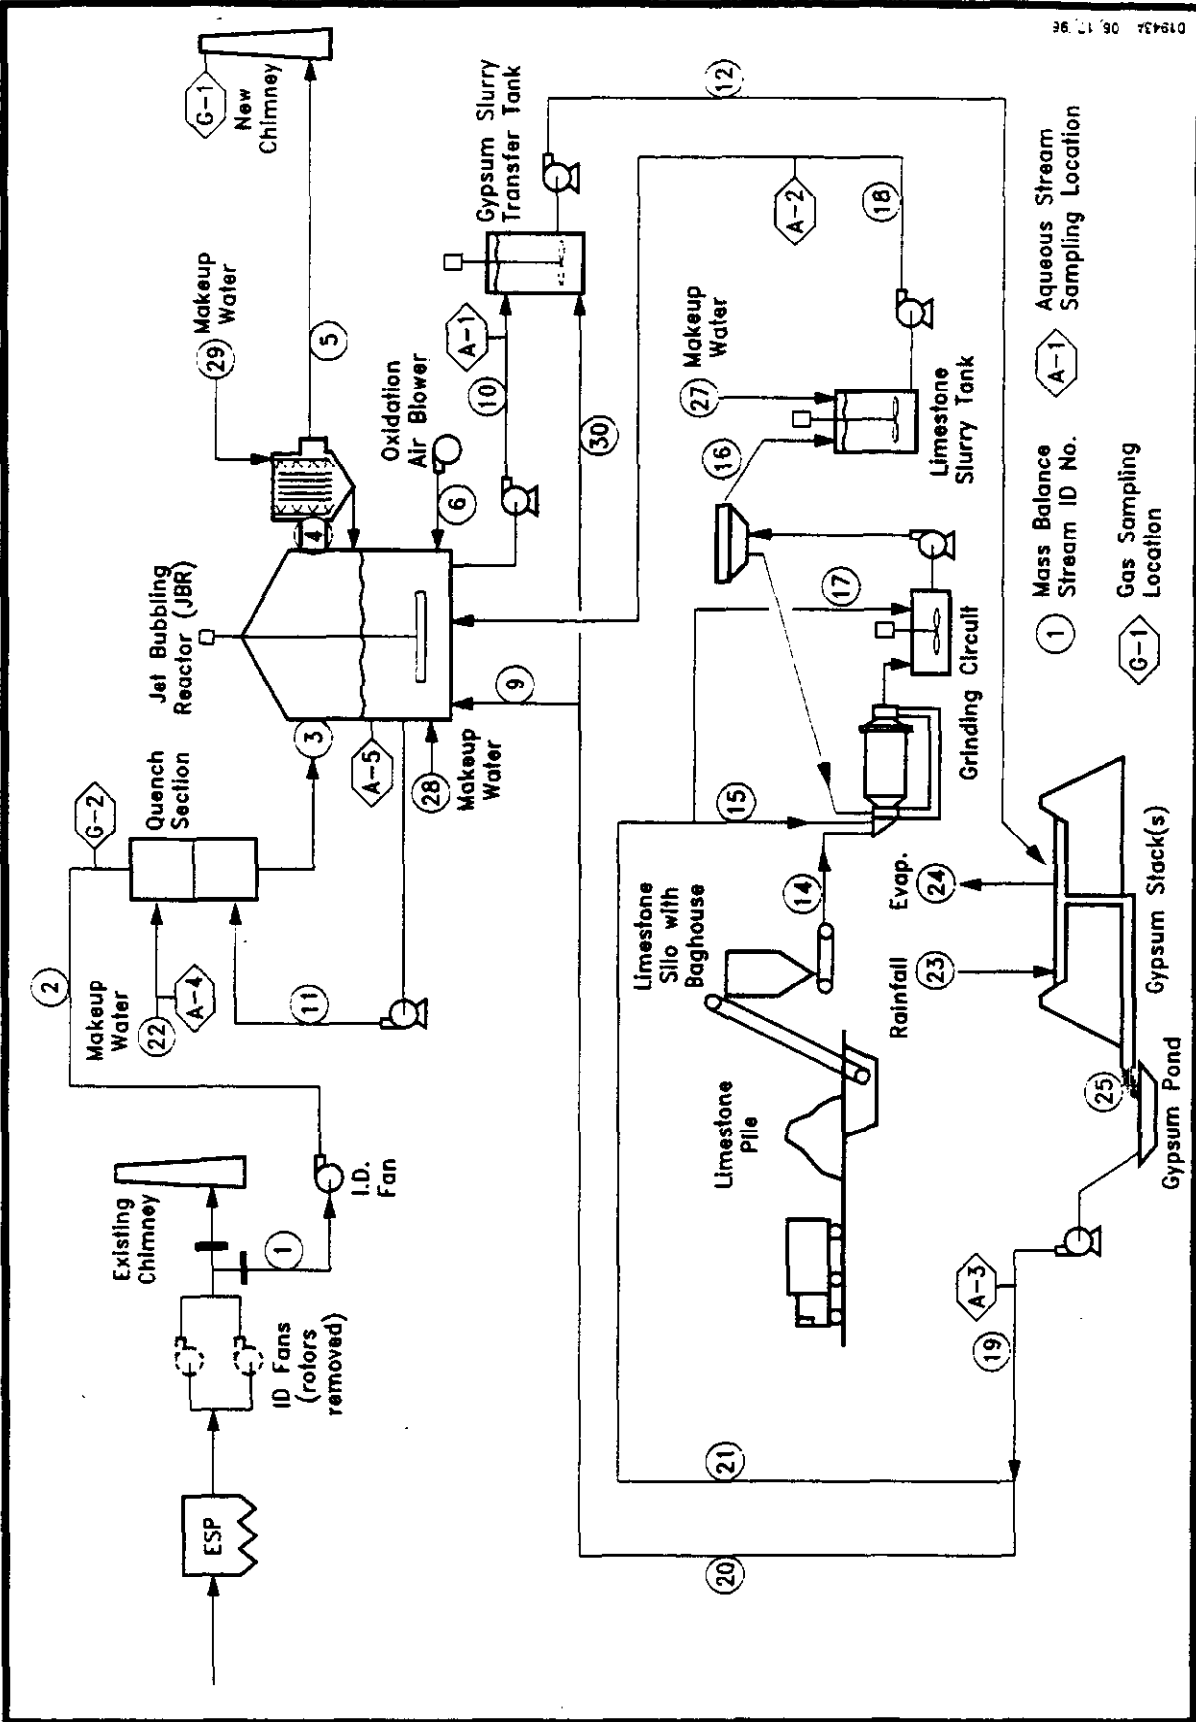 ESP
ID Fans
(rotors
removed)
Existing
Chimney
1
I.D.
Fan
2
Makeup
Water
22
A-4
11
G-2
Quench
Section
3
A-5
28
Makeup
Water
Jet Bubbling
Reactor (JBR)
4
29
Makeup
Water
5
G-1
New
Chimney
Oxidation
Air Blower
6
9
10
A-1
30
Gypsum Slurry
Transfer Tank
12
20
21
Limestone
Pile
Limestone
Silo with
Baghouse
14
15
16
17
Grinding Circuit
27
Makeup
Water
Limestone
Slurry Tank
18
A-2
19
A-3
Rainfall
23
Evap.
24
25
Gypsum Pond
Gypsum Stack(s)
1
Mass Balance
Stream ID No.
A-1
Aqueous Stream
Sampling Location
G-1
Gas Sampling
Location